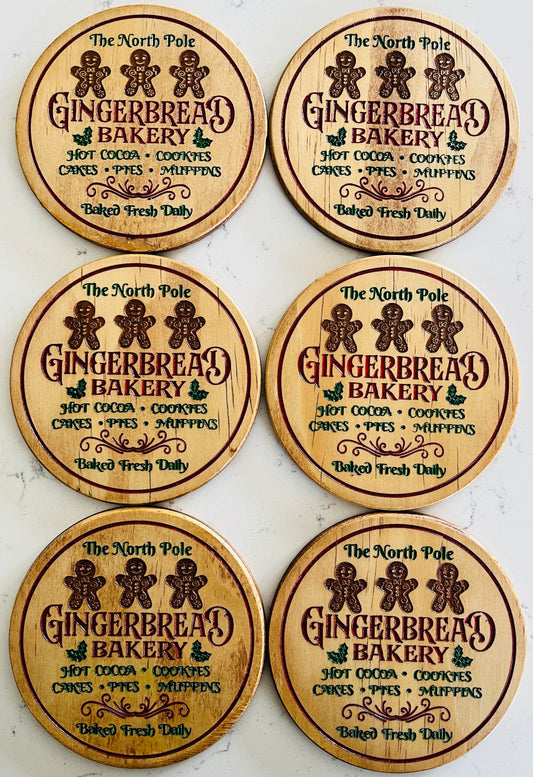 The North Pole
GINGERBREAD
BAKERY
HOT COCOA • COOKIES
CAKES • PIES • MUFFINS
Baked Fresh Daily
The North Pole
GINGERBREAD
BAKERY
HOT COCOA • COOKIES
CAKES • PIES • MUFFINS
Baked Fresh Daily
The North Pole
GINGERBREAD
BAKERY
HOT COCOA • COOKIES
CAKES • PIES • MUFFINS
Baked Fresh Daily
The North Pole
GINGERBREAD
BAKERY
HOT COCOA • COOKIES
CAKES • PIES • MUFFINS
Baked Fresh Daily
The North Pole
GINGERBREAD
BAKERY
HOT COCOA • COOKIES
CAKES • PIES • MUFFINS
Baked Fresh Daily
The North Pole
GINGERBREAD
BAKERY
HOT COCOA • COOKIES
CAKES • PIES • MUFFINS
Baked Fresh Daily